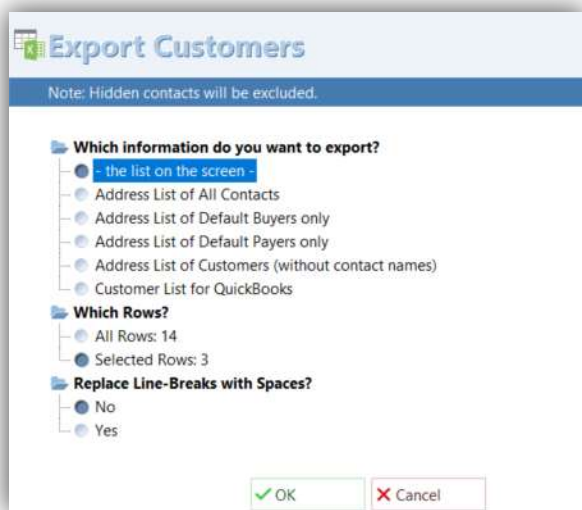 Export Customers
Note: Hidden contacts will be excluded.
Which information do you want to export?
- the list on the screen -
Address List of All Contacts
Address List of Default Buyers only
Address List of Default Payers only
Address List of Customers (without contact names)
Customer List for QuickBooks
Which Rows?
All Rows: 14
Selected Rows: 3
Replace Line-Breaks with Spaces?
No
Yes
OK Cancel